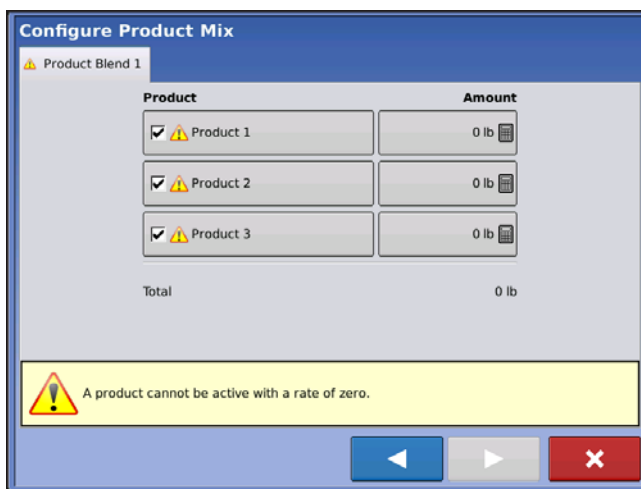 Configure Product Mix
Product Blend 1
Product Amount
Product 1 0 lb
Product 2 0 lb
Product 3 0 lb
Total 0 lb
A product cannot be active with a rate of zero.